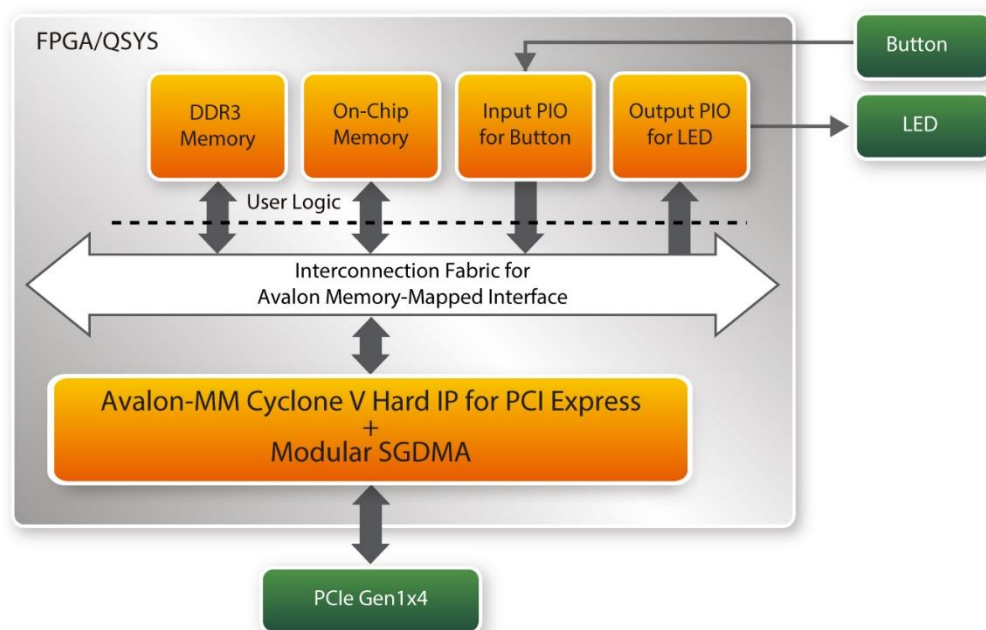 FPGA/QSYS
Button
LED
DDR3
Memory
On-Chip
Memory
Input PIO
for Button
Output PIO
for LED
User Logic
Interconnection Fabric for
Avalon Memory-Mapped Interface
Avalon-MM Cyclone V Hard IP for PCI Express
+
Modular SGDMA
PCIe Gen1x4